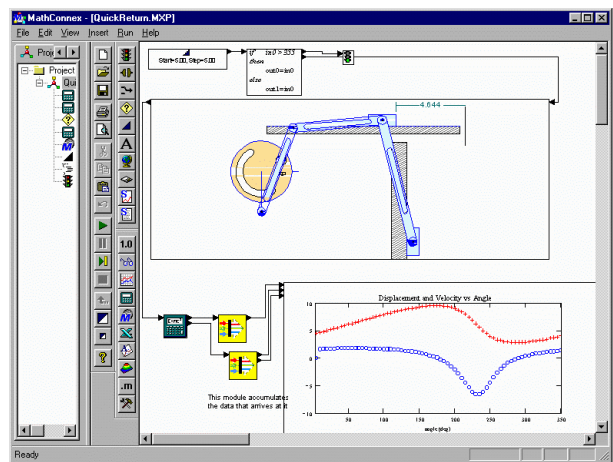 MathConnex - [QuickReturn.MXP]
File Edit View Insert Run Help
Proje
Project
Qui
Start=5.00, Step=5.00
if in0>355
then
out0=in0
else
out1=in0
4.644
1.0
.m
This module accumulates
the data that arrives at it
Displacement and Velocity vs Angle
10
5
0
−5
−10
50 100 150 200 250 300 350
angle(deg)
Ready